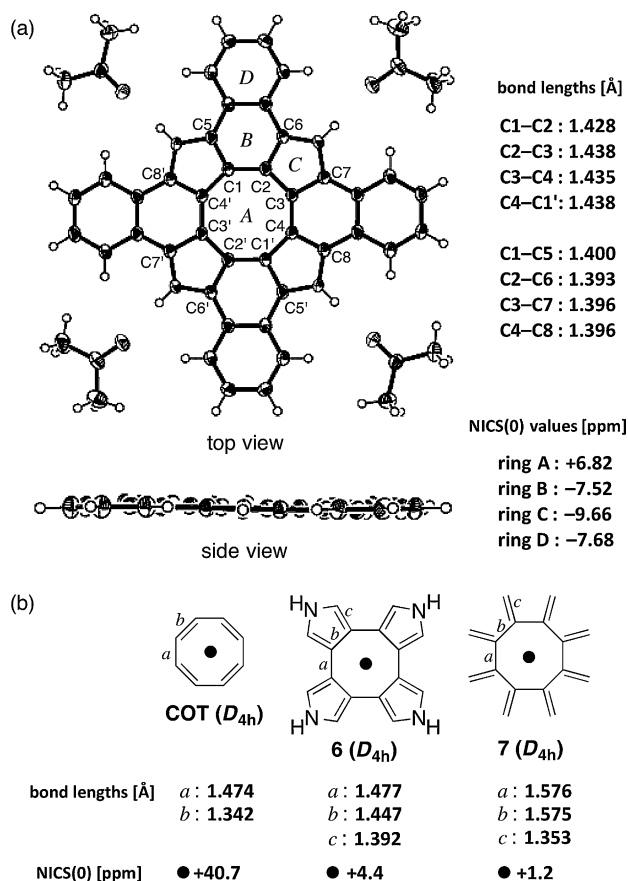 (a)
D
B
C5
C6
C
C8'
C7
C1
C2
C4'
A
C3
C3'
C4
C2'
C1'
C7'
C8
C6'
C5'
top view
side view
bond lengths [Å]
C1–C2 : 1.428
C2–C3 : 1.438
C3–C4 : 1.435
C4–C1': 1.438
C1–C5 : 1.400
C2–C6 : 1.393
C3–C7 : 1.396
C4–C8 : 1.396
NICS(0) values [ppm]
ring A : +6.82
ring B : –7.52
ring C : –9.66
ring D : –7.68
(b)
b
a
COT (D4h)
H
N
c
b
a
N
H
H
N
N
H
6 (D4h)
c
b
a
7 (D4h)
bond lengths [Å]
a : 1.474
b : 1.342
a : 1.477
b : 1.447
c : 1.392
a : 1.576
b : 1.575
c : 1.353
NICS(0) [ppm] ● +40.7 ● +4.4 ● +1.2